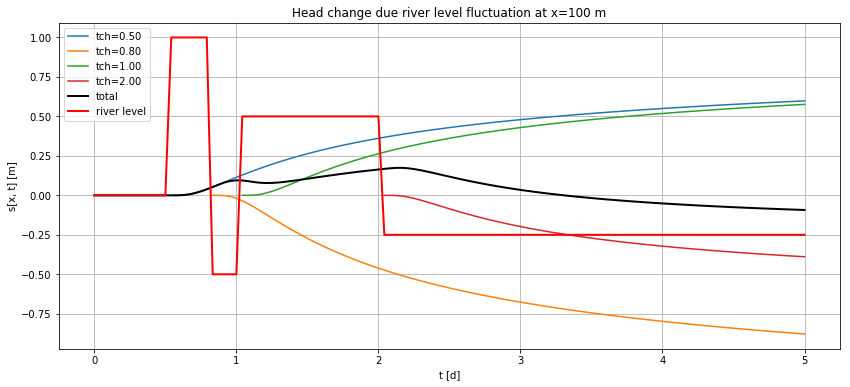 Head change due river level fluctuation at x=100 m
tch=0.50
tch=0.80
tch=1.00
tch=2.00
total
river level
1.00
0.75
0.50
0.25
0.00
−0.25
−0.50
−0.75
s[x, t] [m]
0 1 2 3 4 5
t [d]